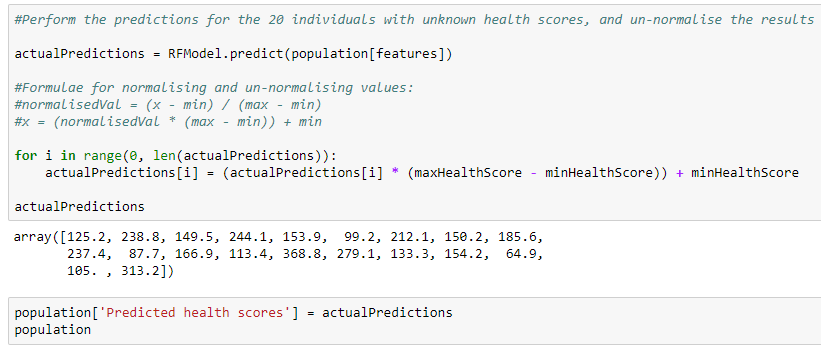 #Perform the predictions for the 20 individuals with unknown health scores, and un-normalise the results
actualPredictions = RFModel.predict(population[features])
#Formulae for normalising and un-normalising values:
#normalisedVal = (x - min) / (max - min)
#x = (normalisedVal * (max - min)) + min
for i in range(0, len(actualPredictions)):
    actualPredictions[i] = (actualPredictions[i] * (maxHealthScore - minHealthScore)) + minHealthScore
actualPredictions
array([125.2, 238.8, 149.5, 244.1, 153.9,  99.2, 212.1, 150.2, 185.6,
       237.4,  87.7, 166.9, 113.4, 368.8, 279.1, 133.3, 154.2,  64.9,
       105. , 313.2])
population['Predicted health scores'] = actualPredictions
population